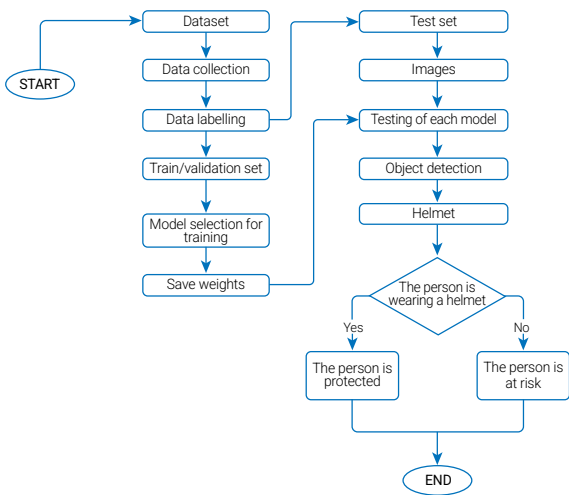 START
Dataset
Data collection
Data labelling
Train/validation set
Model selection for
training
Save weights
Test set
Images
Testing of each model
Object detection
Helmet
The person is
wearing a helmet
Yes
No
The person is
protected
The person is
at risk
END